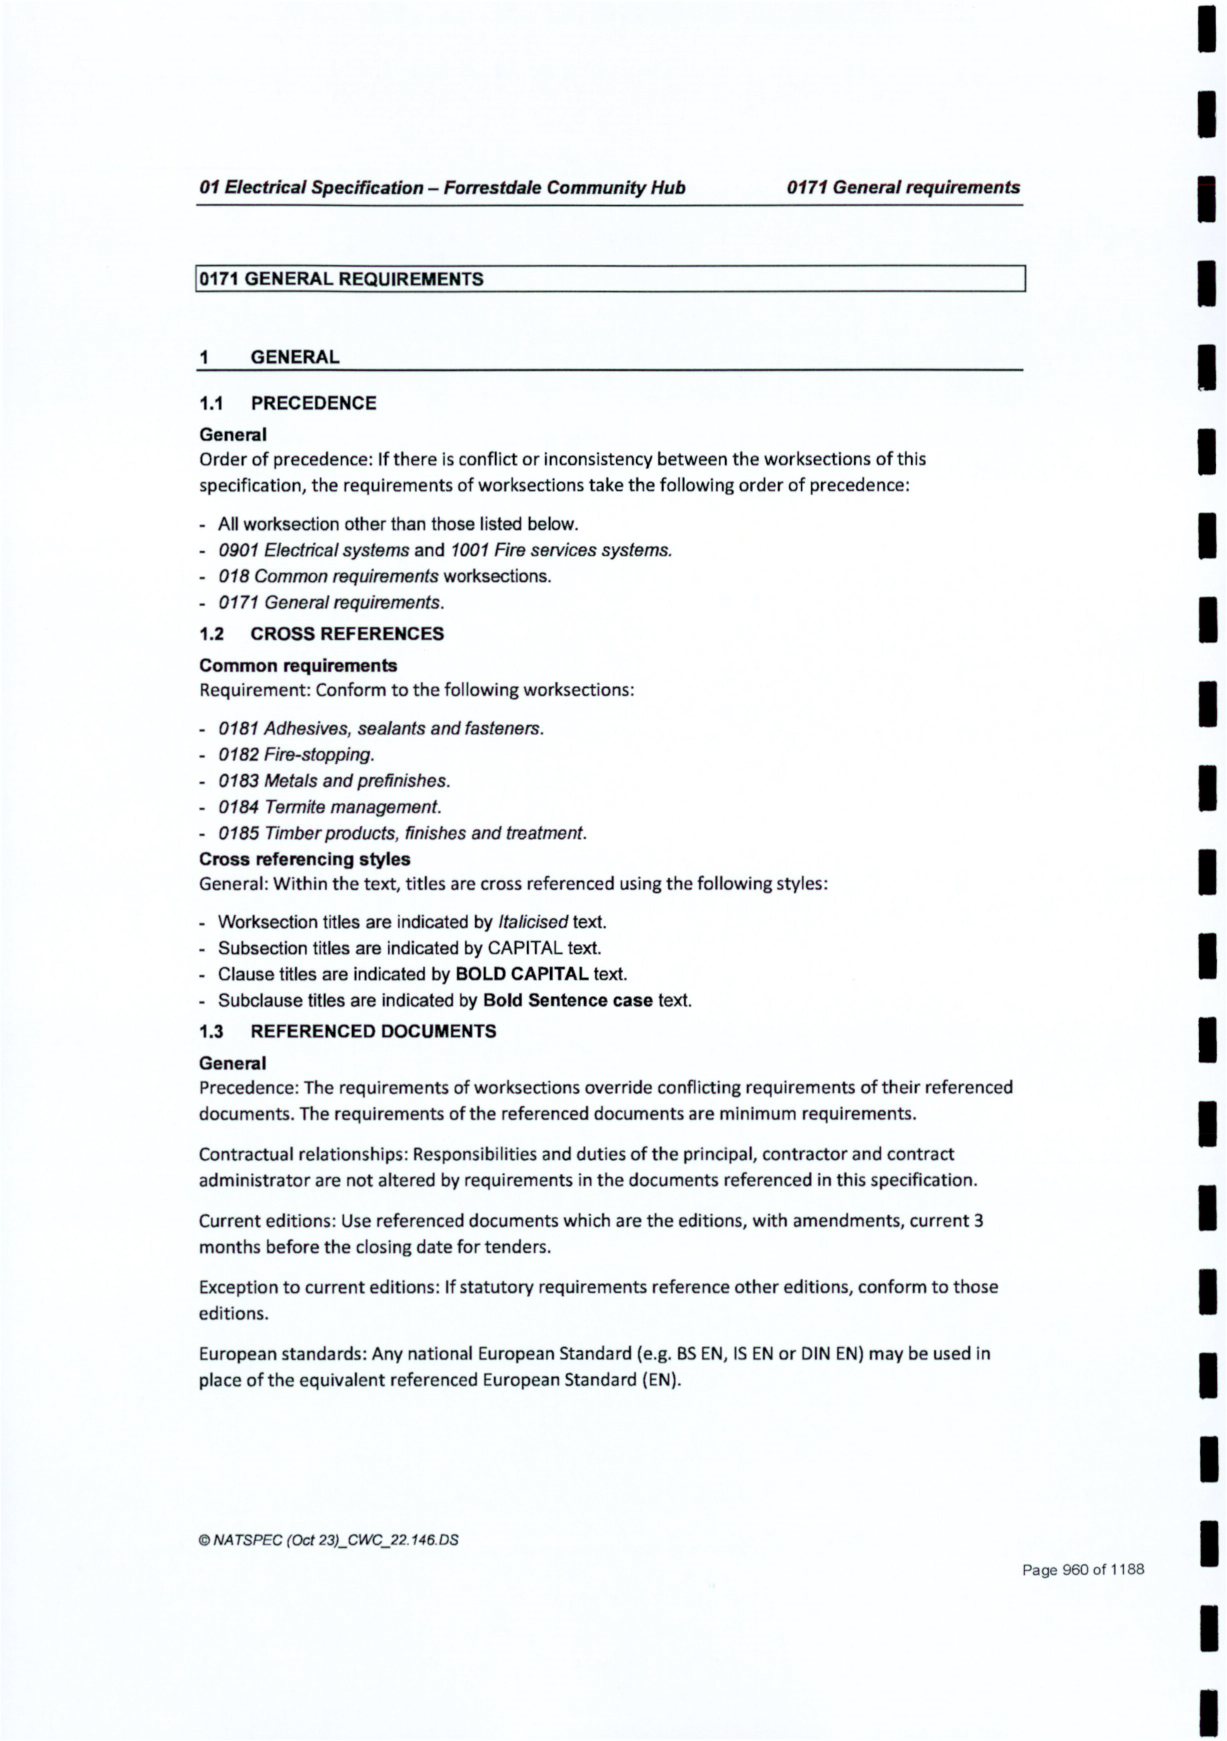 01 Electrical Specification – Forrestdale Community Hub 0171 General requirements
0171 GENERAL REQUIREMENTS
1 GENERAL
1.1 PRECEDENCE
General
Order of precedence: If there is conflict or inconsistency between the worksections of this
specification, the requirements of worksections take the following order of precedence:
- All worksection other than those listed below.
- 0901 Electrical systems and 1001 Fire services systems.
- 018 Common requirements worksections.
- 0171 General requirements.
1.2 CROSS REFERENCES
Common requirements
Requirement: Conform to the following worksections:
- 0181 Adhesives, sealants and fasteners.
- 0182 Fire-stopping.
- 0183 Metals and prefinishes.
- 0184 Termite management.
- 0185 Timber products, finishes and treatment.
Cross referencing styles
General: Within the text, titles are cross referenced using the following styles:
- Worksection titles are indicated by Italicised text.
- Subsection titles are indicated by CAPITAL text.
- Clause titles are indicated by BOLD CAPITAL text.
- Subclause titles are indicated by Bold Sentence case text.
1.3 REFERENCED DOCUMENTS
General
Precedence: The requirements of worksections override conflicting requirements of their referenced
documents. The requirements of the referenced documents are minimum requirements.
Contractual relationships: Responsibilities and duties of the principal, contractor and contract
administrator are not altered by requirements in the documents referenced in this specification.
Current editions: Use referenced documents which are the editions, with amendments, current 3
months before the closing date for tenders.
Exception to current editions: If statutory requirements reference other editions, conform to those
editions.
European standards: Any national European Standard (e.g. BS EN, IS EN or DIN EN) may be used in
place of the equivalent referenced European Standard (EN).
© NATSPEC (Oct 23)_CWC_22.146.DS
Page 960 of 1188